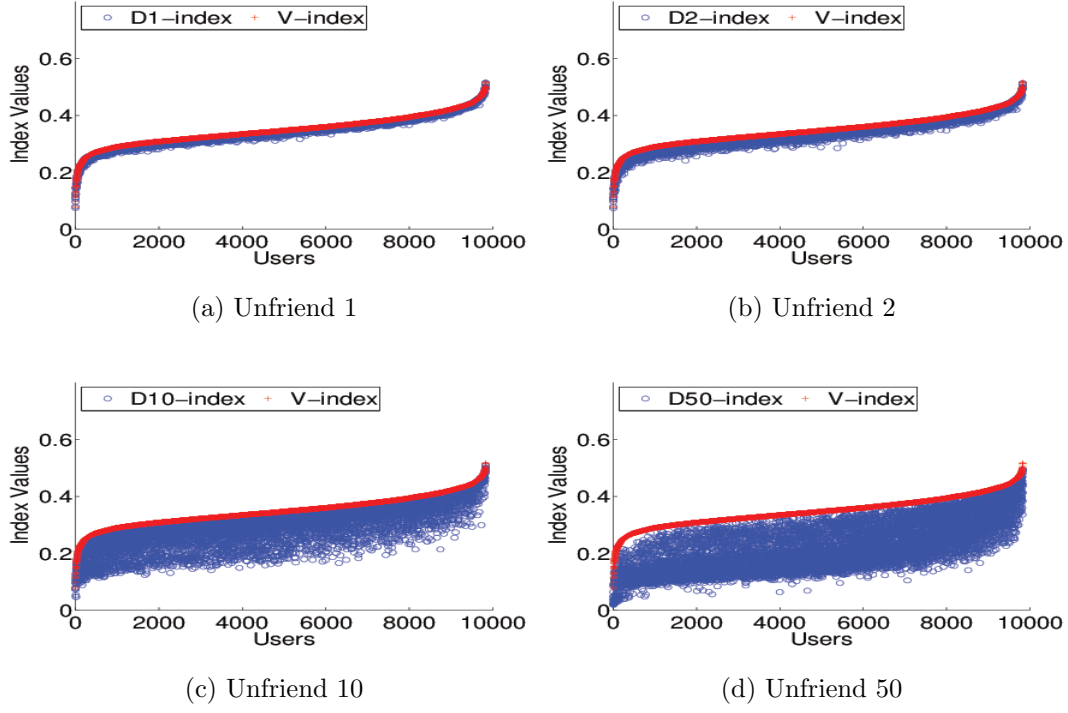 D1-index V-index
Index Values
0.6
0.4
0.2
0
0 2000 4000 6000 8000 10000
Users
(a) Unfriend 1
D2-index V-index
Index Values
0.6
0.4
0.2
0
0 2000 4000 6000 8000 10000
Users
(b) Unfriend 2
D10-index V-index
Index Values
0.6
0.4
0.2
0
0 2000 4000 6000 8000 10000
Users
(c) Unfriend 10
D50-index V-index
Index Values
0.6
0.4
0.2
0
0 2000 4000 6000 8000 10000
Users
(d) Unfriend 50